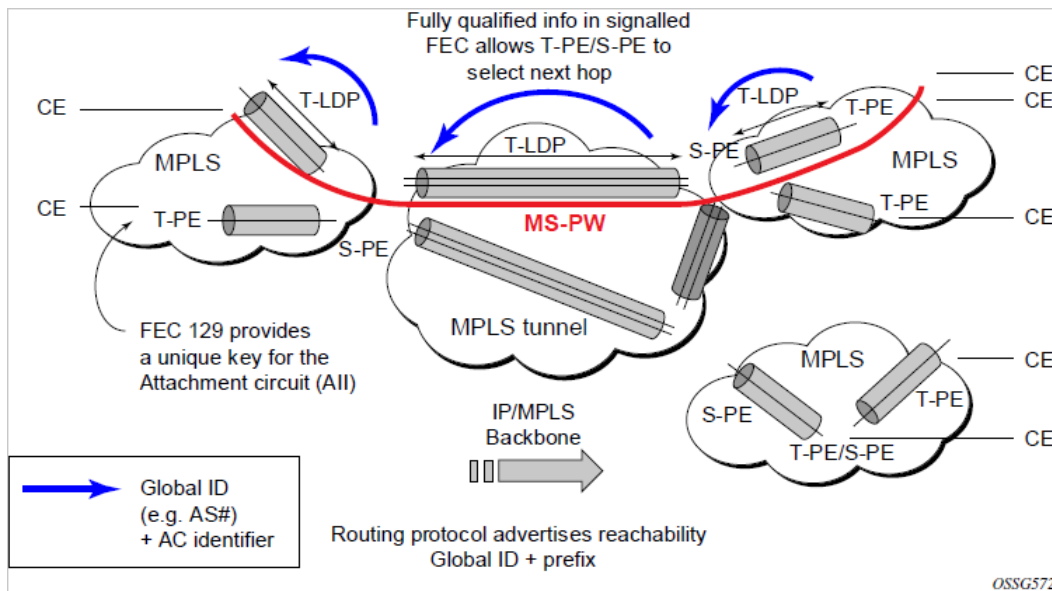 Fully qualified info in signalled
FEC allows T-PE/S-PE to
select next hop
CE
T-LDP
MPLS
CE
T-PE
S-PE
T-LDP
MS-PW
MPLS tunnel
T-LDP
T-PE
S-PE
MPLS
T-PE
CE
CE
CE
FEC 129 provides
a unique key for the
Attachment circuit (AII)
IP/MPLS
Backbone
MPLS
S-PE
T-PE
T-PE/S-PE
CE
CE
Global ID
(e.g. AS#)
+ AC identifier
Routing protocol advertises reachability
Global ID + prefix
OSSG572